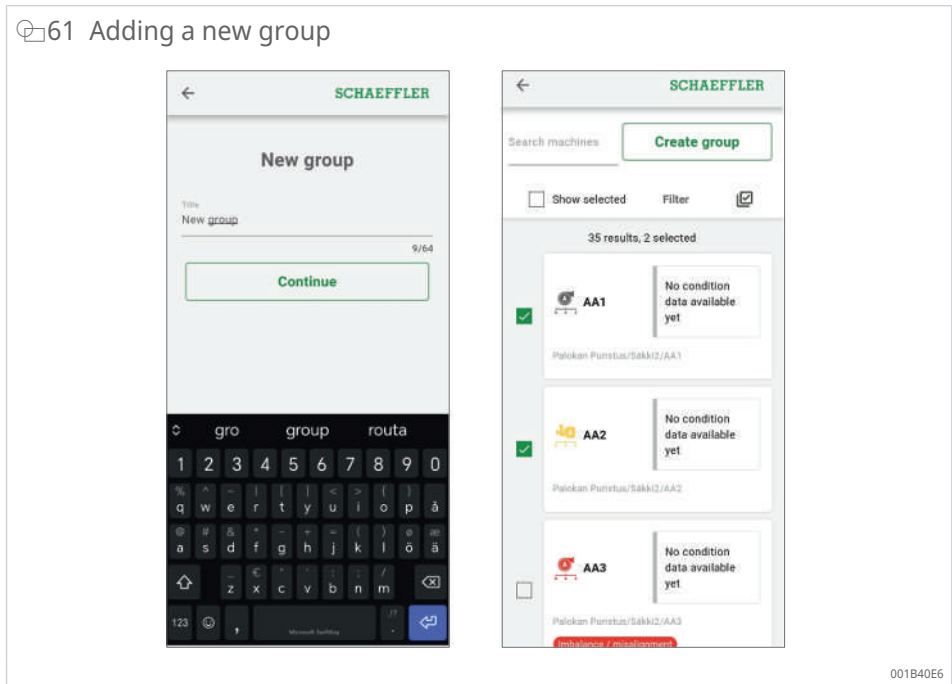 61 Adding a new group
SCHAEFFLER
New group
Title
New group
9/64
Continue
gro group routa
1 2 3 4 5 6 7 8 9 0
q w e r t y u i o p å
a s d f g h j k l ö ä
z x c v b n m
123 , .
Microsoft SwiftKey
SCHAEFFLER
Search machines Create group
Show selected Filter
35 results, 2 selected
AA1
No condition
data available
yet
Palokan Puristus/Säkki2/AA1
AA2
No condition
data available
yet
Palokan Puristus/Säkki2/AA2
AA3
No condition
data available
yet
Palokan Puristus/Säkki2/AA3
Imbalance / misalignment
001B40E6